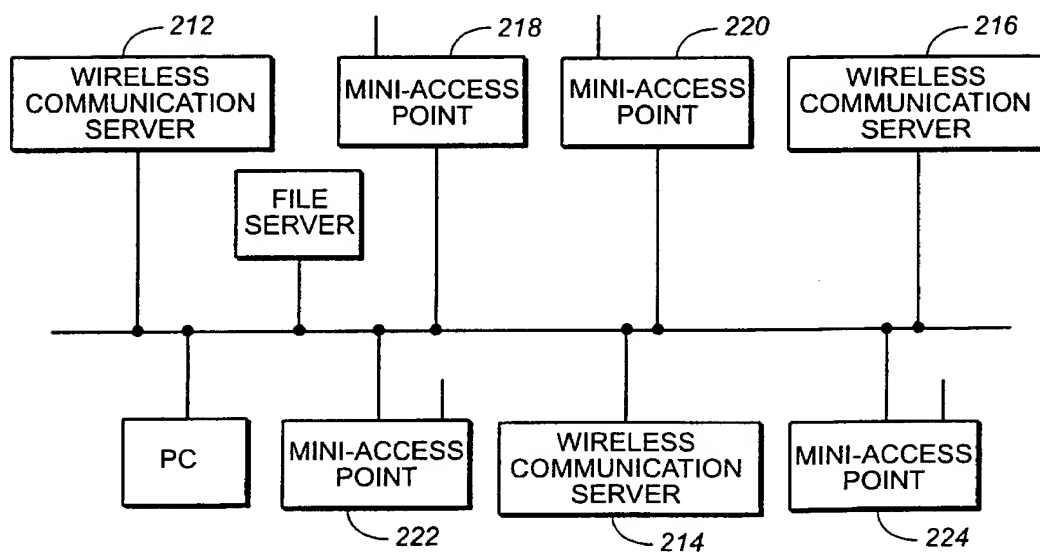 212
218
220
216
WIRELESS
COMMUNICATION
SERVER
MINI-ACCESS
POINT
MINI-ACCESS
POINT
WIRELESS
COMMUNICATION
SERVER
FILE
SERVER
PC
MINI-ACCESS
POINT
WIRELESS
COMMUNICATION
SERVER
MINI-ACCESS
POINT
222
214
224